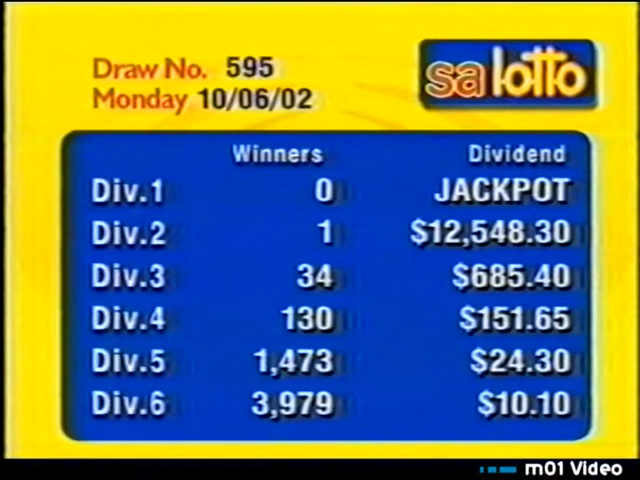 Draw No. 595
Monday 10/06/02
sa lotto
Winners Dividend
Div.1 0 JACKPOT
Div.2 1 $12,548.30
Div.3 34 $685.40
Div.4 130 $151.65
Div.5 1,473 $24.30
Div.6 3,979 $10.10
m01 Video